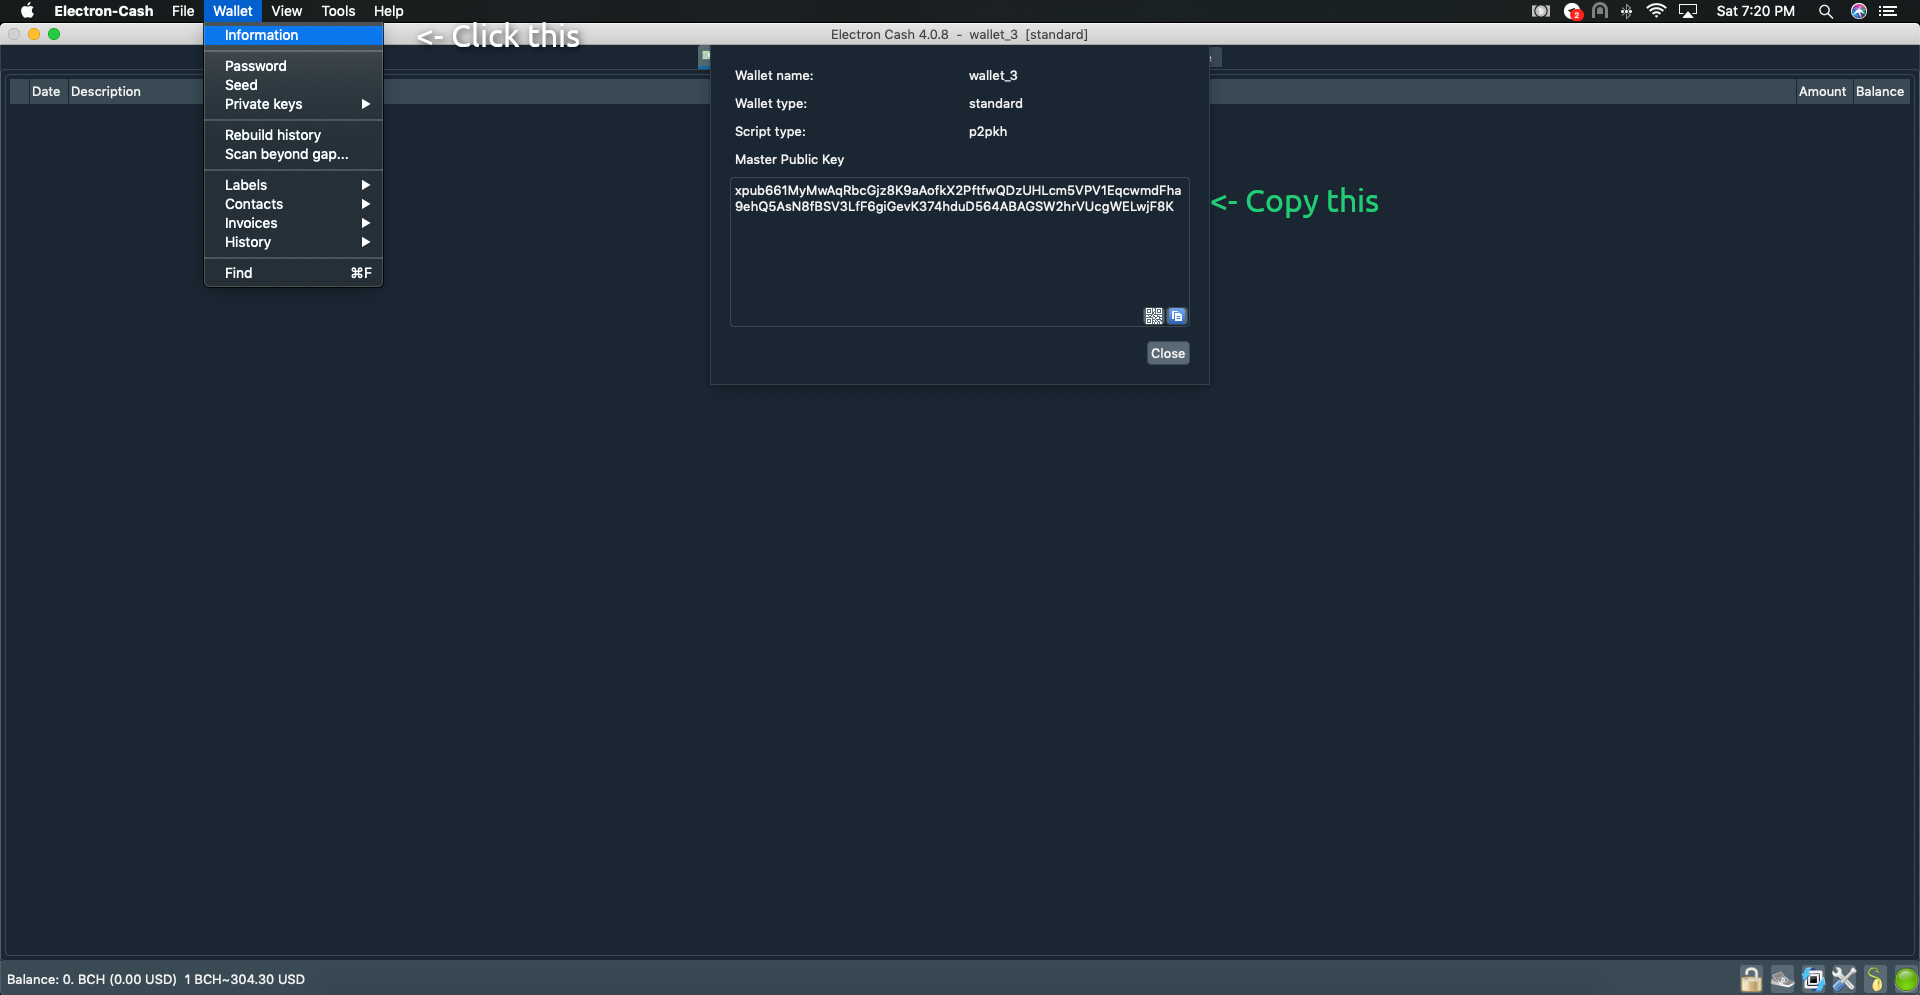 Electron-Cash File Wallet View Tools Help
2
Sat 7:20 PM
Information
<- Click this
Electron Cash 4.0.8 - wallet_3 [standard]
Password
Seed
Private keys
Rebuild history
Scan beyond gap...
Labels
Contacts
Invoices
History
Find ⌘F
Date Description
Amount Balance
Wallet name: wallet_3
Wallet type: standard
Script type: p2pkh
Master Public Key
xpub661MyMwAqRbcGjz8K9aAofkX2PftfwQDzUHLcm5VPV1EqcwmdFha
9ehQ5AsN8fBSV3LfF6giGevK374hduD564ABAGSW2hrVUcgWELwjF8K
<- Copy this
Close
Balance: 0. BCH (0.00 USD) 1 BCH~304.30 USD